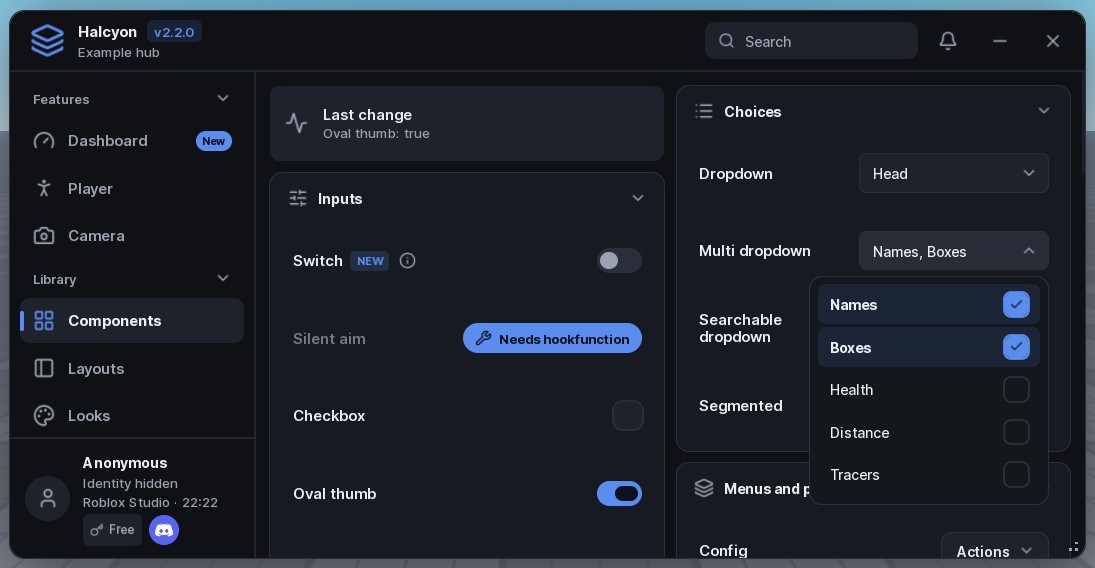 Halcyon
v2.2.0
Example hub
Search
Features
Dashboard
New
Player
Camera
Library
Components
Layouts
Looks
Anonymous
Identity hidden
Roblox Studio · 22:22
Free
Last change
Oval thumb: true
Inputs
Switch
NEW
Silent aim
Needs hookfunction
Checkbox
Oval thumb
Choices
Dropdown
Head
Multi dropdown
Names, Boxes
Names
Boxes
Health
Distance
Tracers
Searchable
dropdown
Segmented
Menus and p
Config
Actions